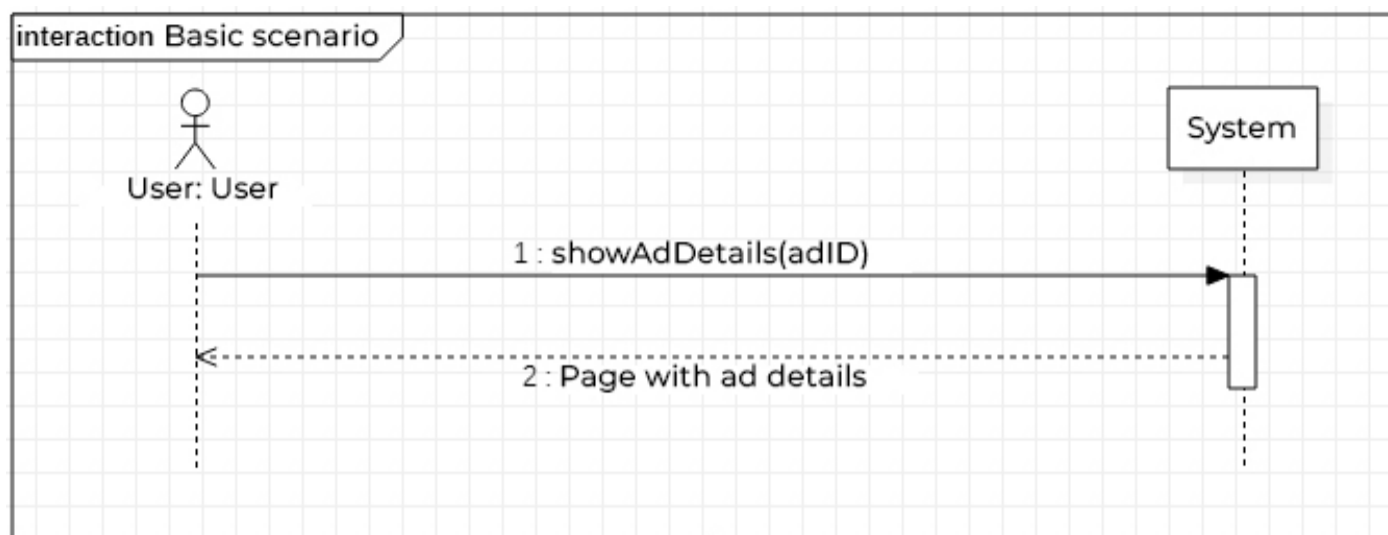 interaction Basic scenario
System
User: User
1 : showAdDetails(adID)
2 : Page with ad details